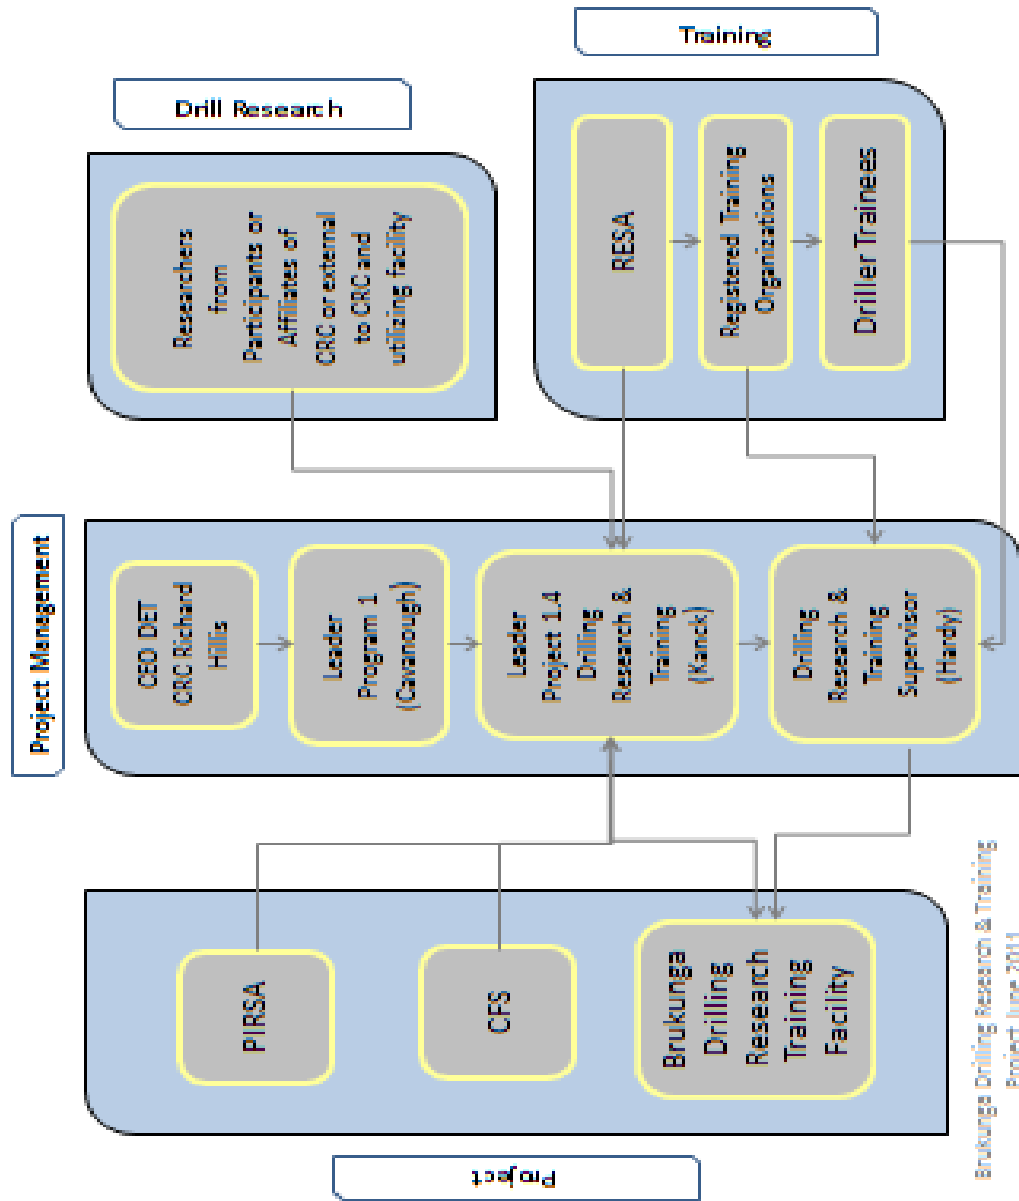 Project
PIRSA
CFS
Brukunga
Drilling
Research
Training
Facility
Project Management
CEO DET
CRC Richard
Hillis
Leader
Program 1
(Cavanough)
Leader
Project 1.4
Drilling
Research &
Training
(Kanck)
Drilling
Research &
Training
Supervisor
(Hardy)
Drill Research
Researchers
from
Participants or
Affiliates of
CRC or external
to CRC and
utilizing facility
Training
RESA
Registered Training
Organizations
Driller Trainees
Brukunga Drilling Research & Training
Project June 2011